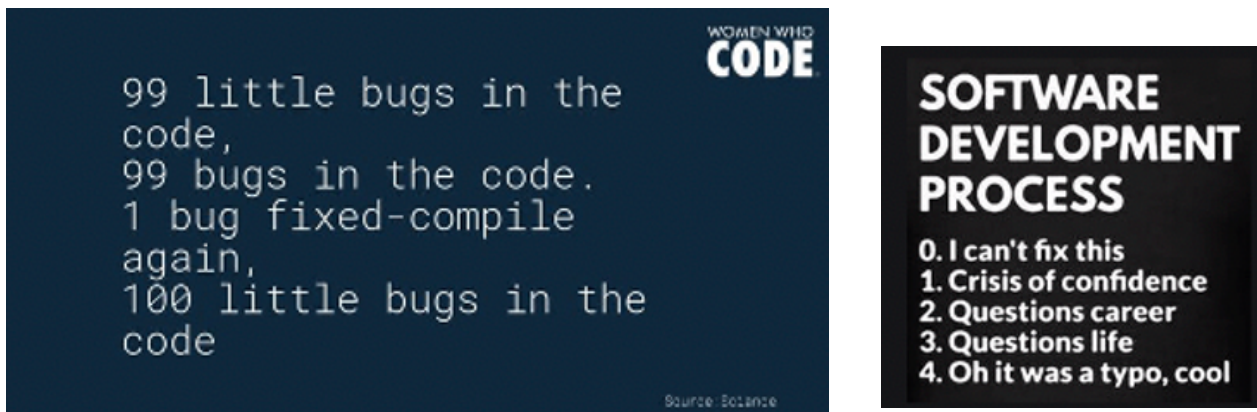 WOMEN WHO
CODE
99 little bugs in the
code,
99 bugs in the code.
1 bug fixed-compile
again,
100 little bugs in the
code
SOFTWARE
DEVELOPMENT
PROCESS
0. I can't fix this
1. Crisis of confidence
2. Questions career
3. Questions life
4. Oh it was a typo, cool